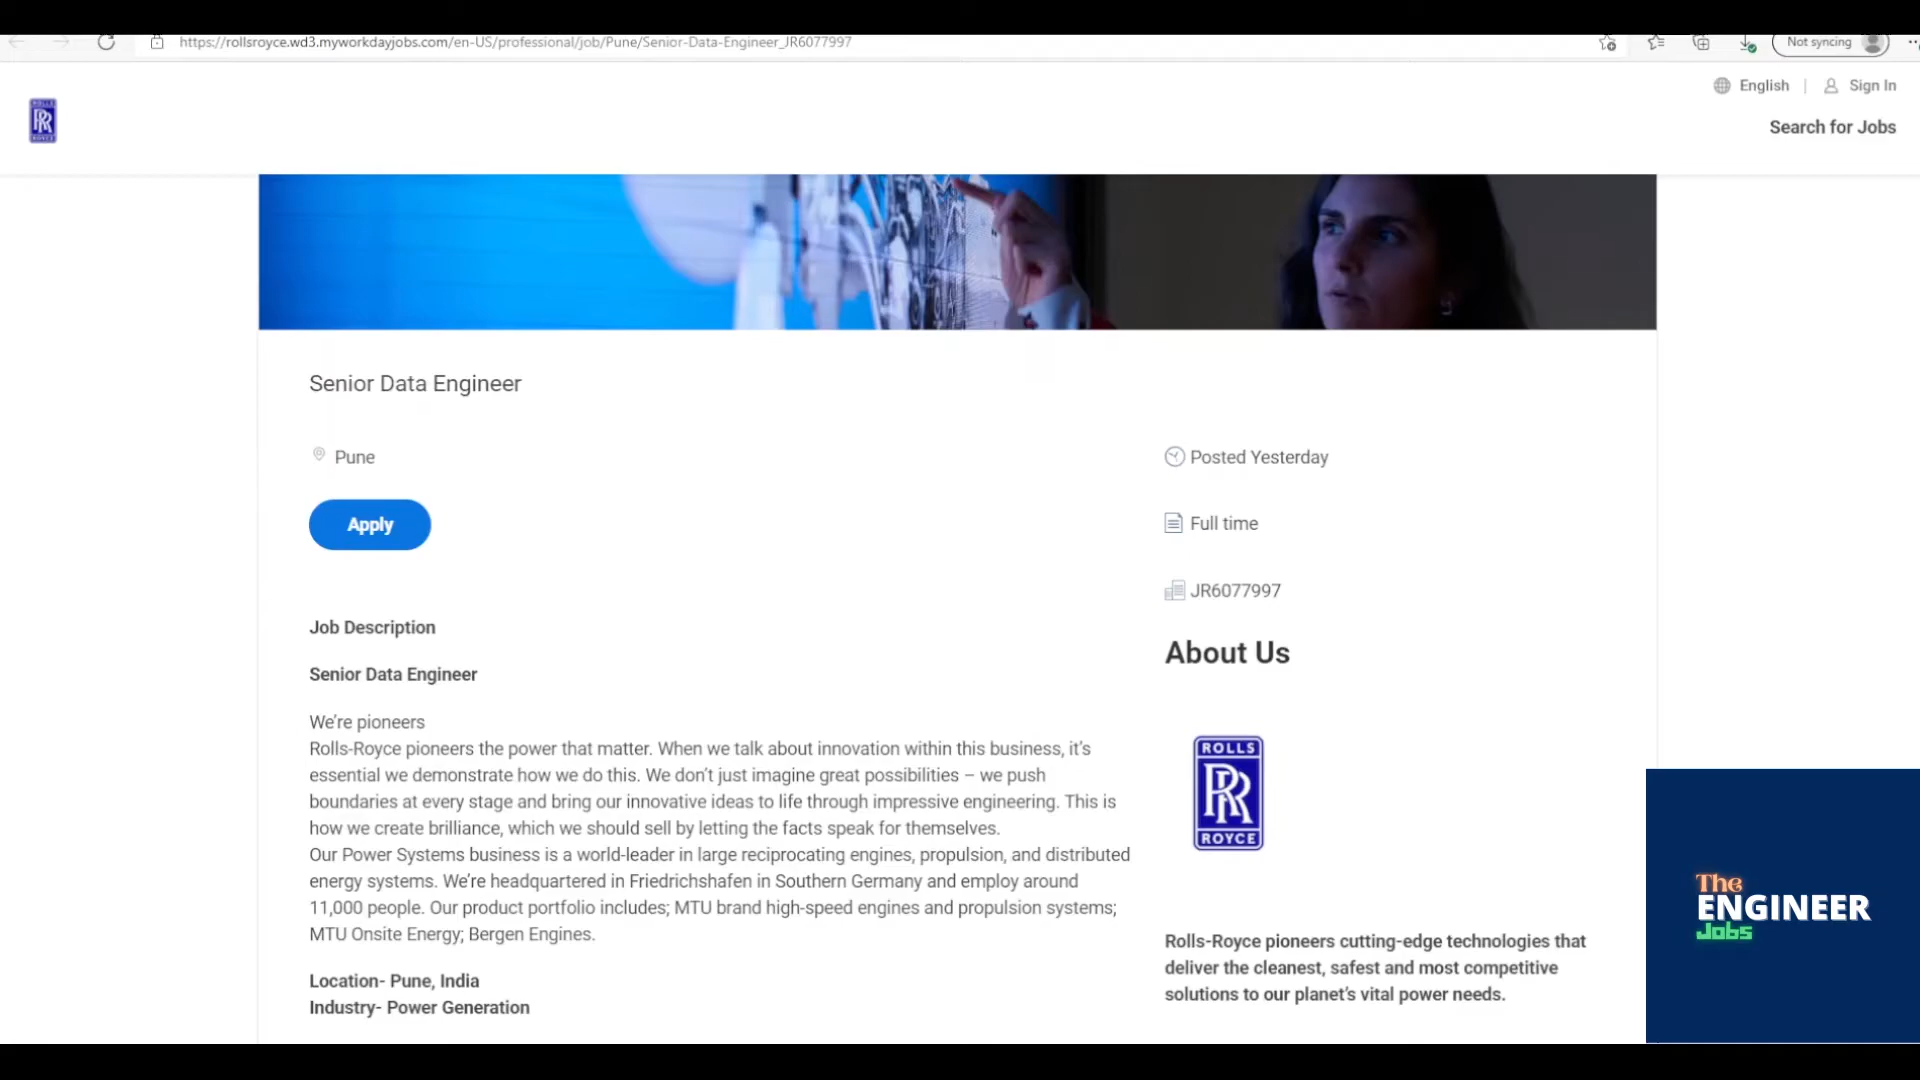 https://rollsroyce.wd3.myworkdayjobs.com/en-US/professional/job/Pune/Senior-Data-Engineer_JR6077997
Not syncing
English | Sign In
ROLLS
RR
ROYCE
Search for Jobs
Senior Data Engineer
Pune
Posted Yesterday
Apply
Full time
JR6077997
Job Description
About Us
Senior Data Engineer
We're pioneers
Rolls-Royce pioneers the power that matter. When we talk about innovation within this business, it's
essential we demonstrate how we do this. We don't just imagine great possibilities – we push
boundaries at every stage and bring our innovative ideas to life through impressive engineering. This is
how we create brilliance, which we should sell by letting the facts speak for themselves.
Our Power Systems business is a world-leader in large reciprocating engines, propulsion, and distributed
energy systems. We're headquartered in Friedrichshafen in Southern Germany and employ around
11,000 people. Our product portfolio includes; MTU brand high-speed engines and propulsion systems;
MTU Onsite Energy; Bergen Engines.
Location- Pune, India
Industry- Power Generation
ROLLS
RR
ROYCE
Rolls-Royce pioneers cutting-edge technologies that
deliver the cleanest, safest and most competitive
solutions to our planet's vital power needs.
The
ENGINEER
Jobs